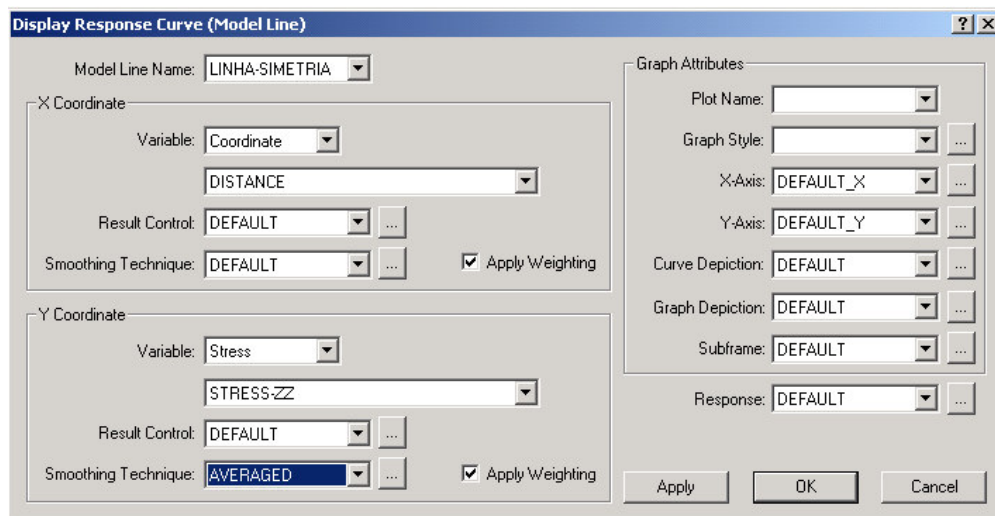 Display Response Curve (Model Line)
Model Line Name: LINHA-SIMETRIA
X Coordinate
Variable: Coordinate
DISTANCE
Result Control: DEFAULT ...
Smoothing Technique: DEFAULT ... Apply Weighting
Y Coordinate
Variable: Stress
STRESS-ZZ
Result Control: DEFAULT ...
Smoothing Technique: AVERAGED ... Apply Weighting
Graph Attributes
Plot Name:
Graph Style: ...
X-Axis: DEFAULT_X ...
Y-Axis: DEFAULT_Y ...
Curve Depiction: DEFAULT ...
Graph Depiction: DEFAULT ...
Subframe: DEFAULT ...
Response: DEFAULT ...
Apply OK Cancel